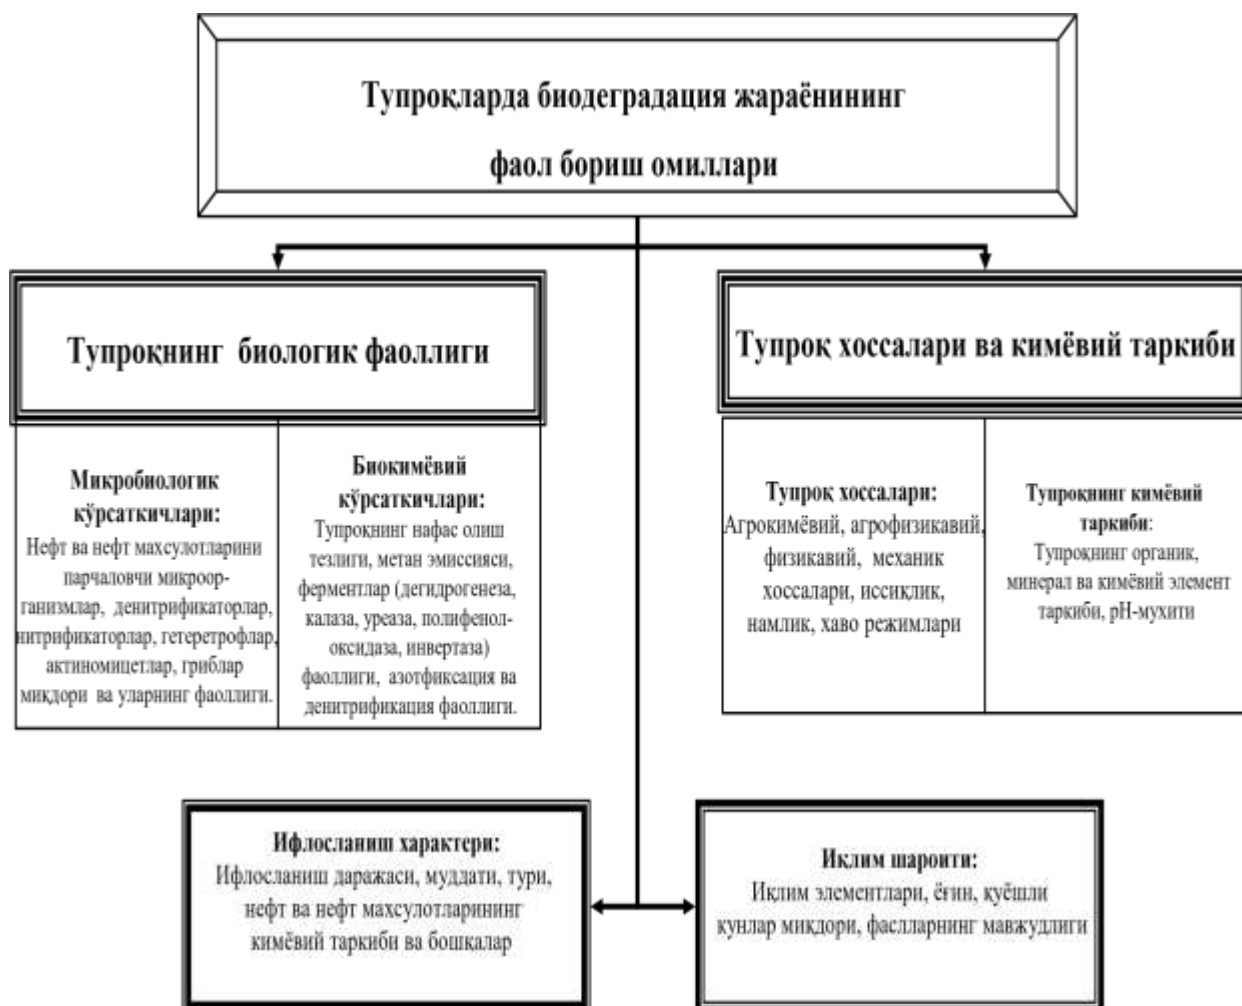 Тупроқларда биодеградация жараёнининг
фаол бориш омиллари
Тупроқнинг биологик фаоллиги
Микробиологик
кўрсаткичлари:
Нефт ва нефт махсулотларини
парчаловчи микроор-
ганизмлар, денитрификаторлар,
нитрификаторлар, гетеретрофлар,
актиномицетлар, гриблар
миқдори ва уларнинг фаоллиги.
Биокимёвий
кўрсаткичлари:
Тупроқнинг нафас олиш
тезлиги, метан эмиссияси,
ферментлар (дегидрогенеза,
калаза, уреаза, полифенол-
оксидаза, инвертаза)
фаоллиги, азотфиксация ва
денитрификация фаоллиги.
Тупроқ хоссалари ва кимёвий таркиби
Тупроқ хоссалари:
Агрокимёвий, агрофизикавий,
физикавий, механик
хоссалари, иссиқлик,
намлик, хаво режимлари
Тупроқнинг кимёвий
таркиби:
Тупроқнинг органик,
минерал ва кимёвий элемент
таркиби, pH-мухити
Ифлосланиш характери:
Ифлосланиш даражаси, муддати, тури,
нефт ва нефт махсулотларининг
кимёвий таркиби ва бошқалар
Иқлим шароити:
Иқлим элементлари, ёғин, қуёшли
кунлар миқдори, фаслларнинг мавжудлиги